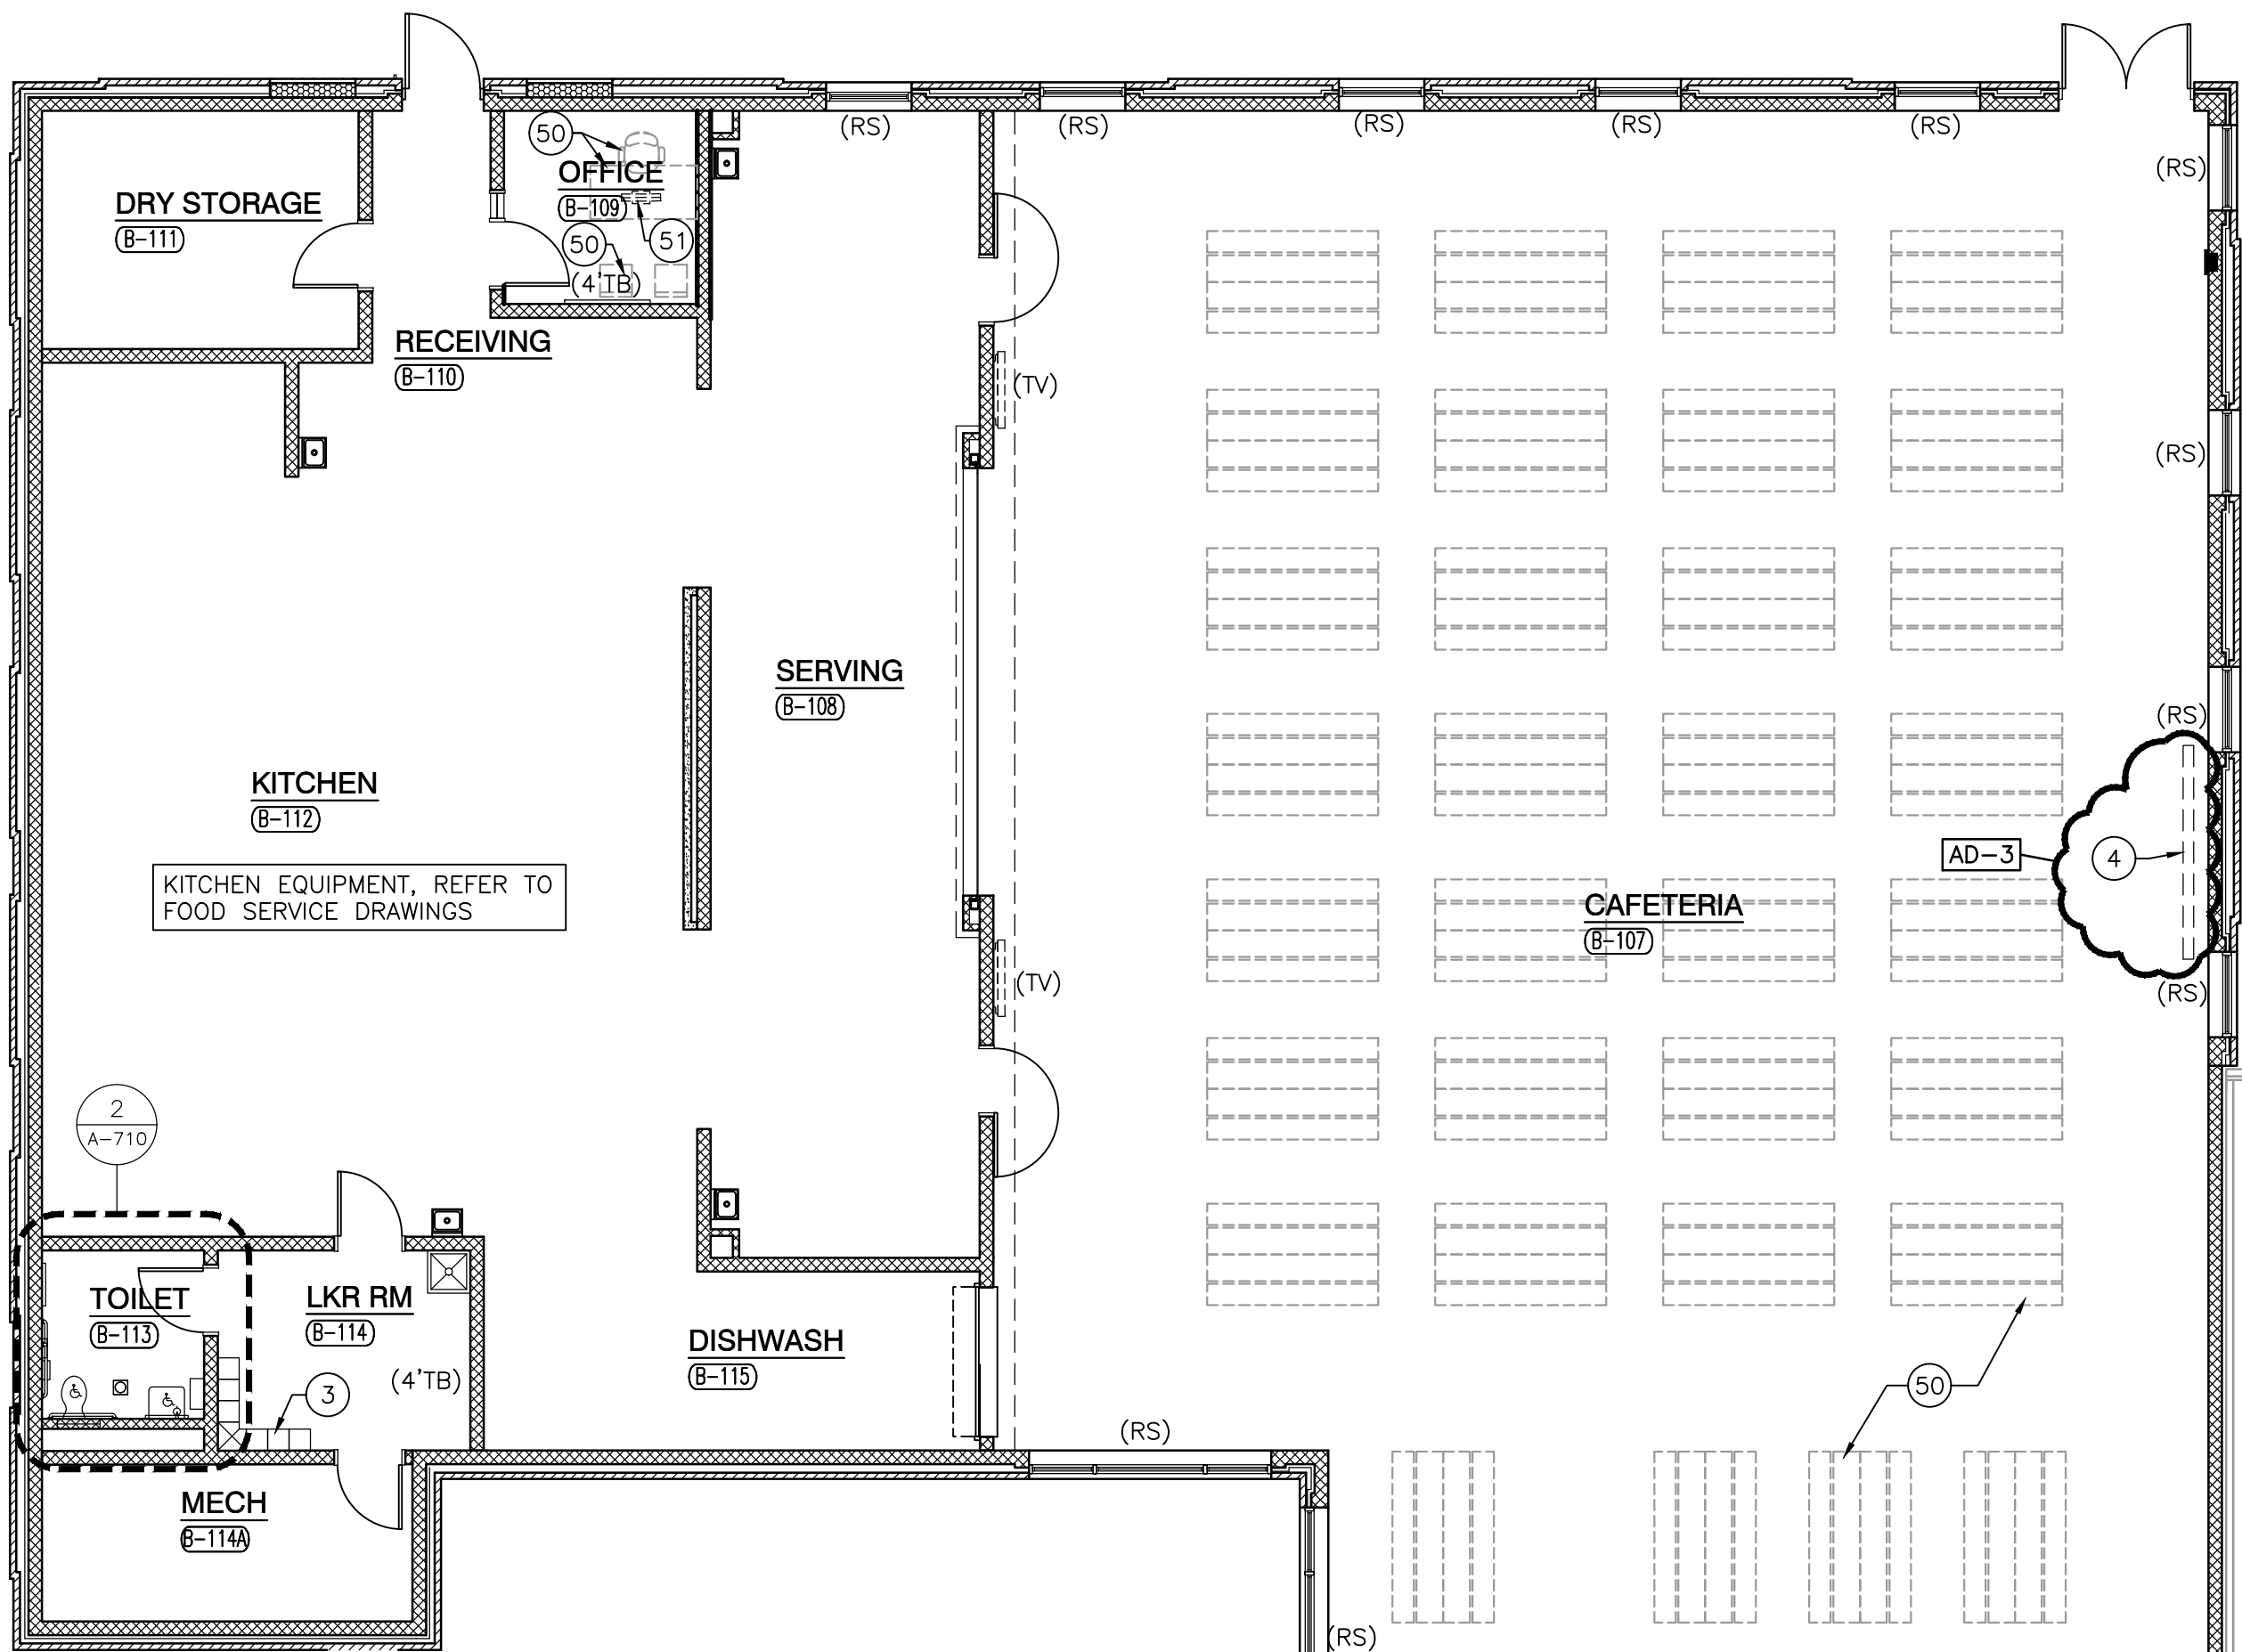 (RS)
(RS)
(RS)
(RS)
(RS)
50
OFFICE
B-109
50
51
(4'TB)
DRY STORAGE
B-111
(RS)
RECEIVING
B-110
(TV)
(RS)
SERVING
B-108
(RS)
KITCHEN
B-112
KITCHEN EQUIPMENT, REFER TO
FOOD SERVICE DRAWINGS
AD-3
4
CAFETERIA
B-107
(TV)
(RS)
2
A-710
TOILET
B-113
LKR RM
B-114
(4'TB)
3
DISHWASH
B-115
50
(RS)
MECH
B-114A
(RS)